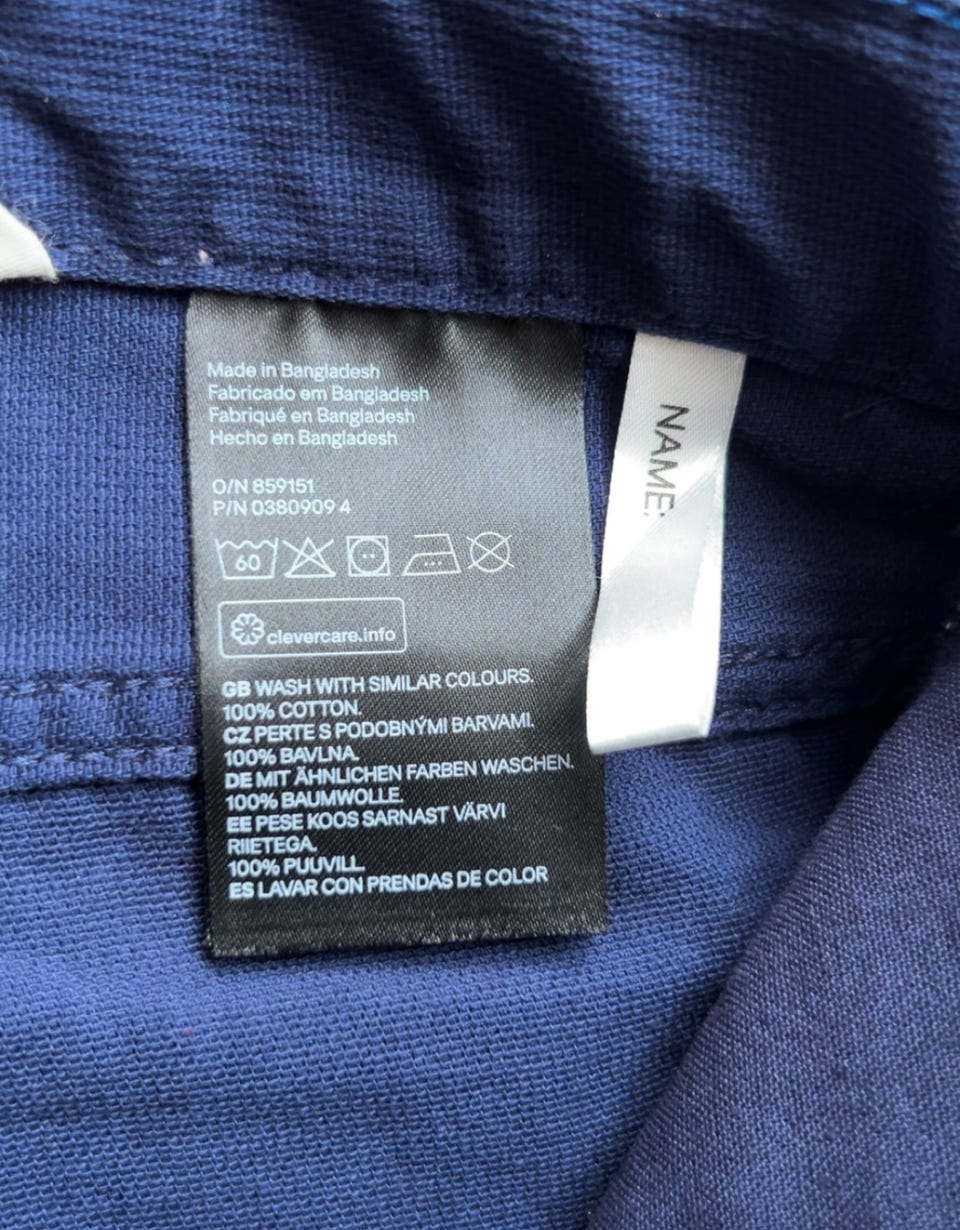 Made in Bangladesh
Fabricado em Bangladesh
Fabriqué en Bangladesh
Hecho en Bangladesh
O/N 859151
P/N 0380909 4
60
clevercare.info
GB WASH WITH SIMILAR COLOURS.
100% COTTON.
CZ PERTE S PODOBNÝMI BARVAMI.
100% BAVLNA.
DE MIT ÄHNLICHEN FARBEN WASCHEN.
100% BAUMWOLLE.
EE PESE KOOS SARNAST VÄRVI
RIIETEGA.
100% PUUVILL.
ES LAVAR CON PRENDAS DE COLOR
NAME: